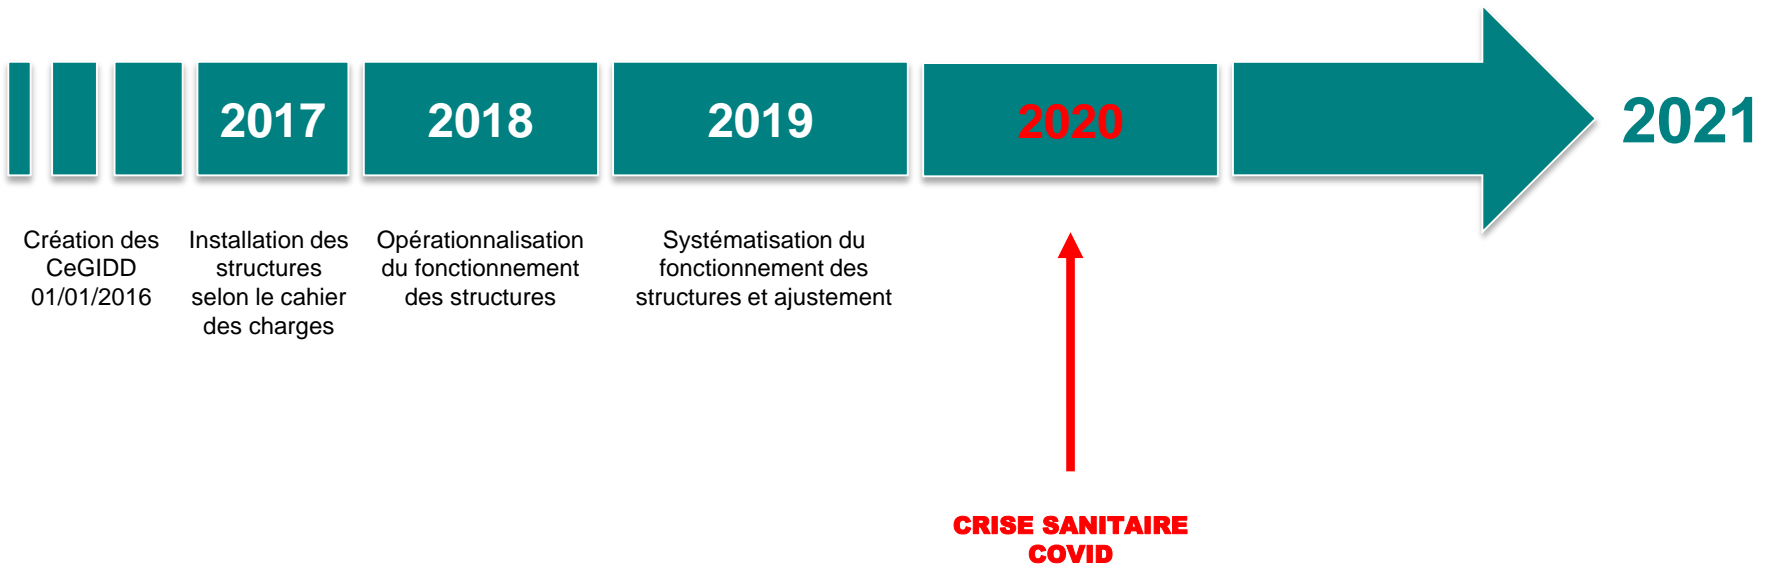 2017
2018
2019
2020
2021
Création des
CeGIDD
01/01/2016
Installation des
structures
selon le cahier
des charges
Opérationnalisation
du fonctionnement
des structures
Systématisation du
fonctionnement des
structures et ajustement
CRISE SANITAIRE
COVID